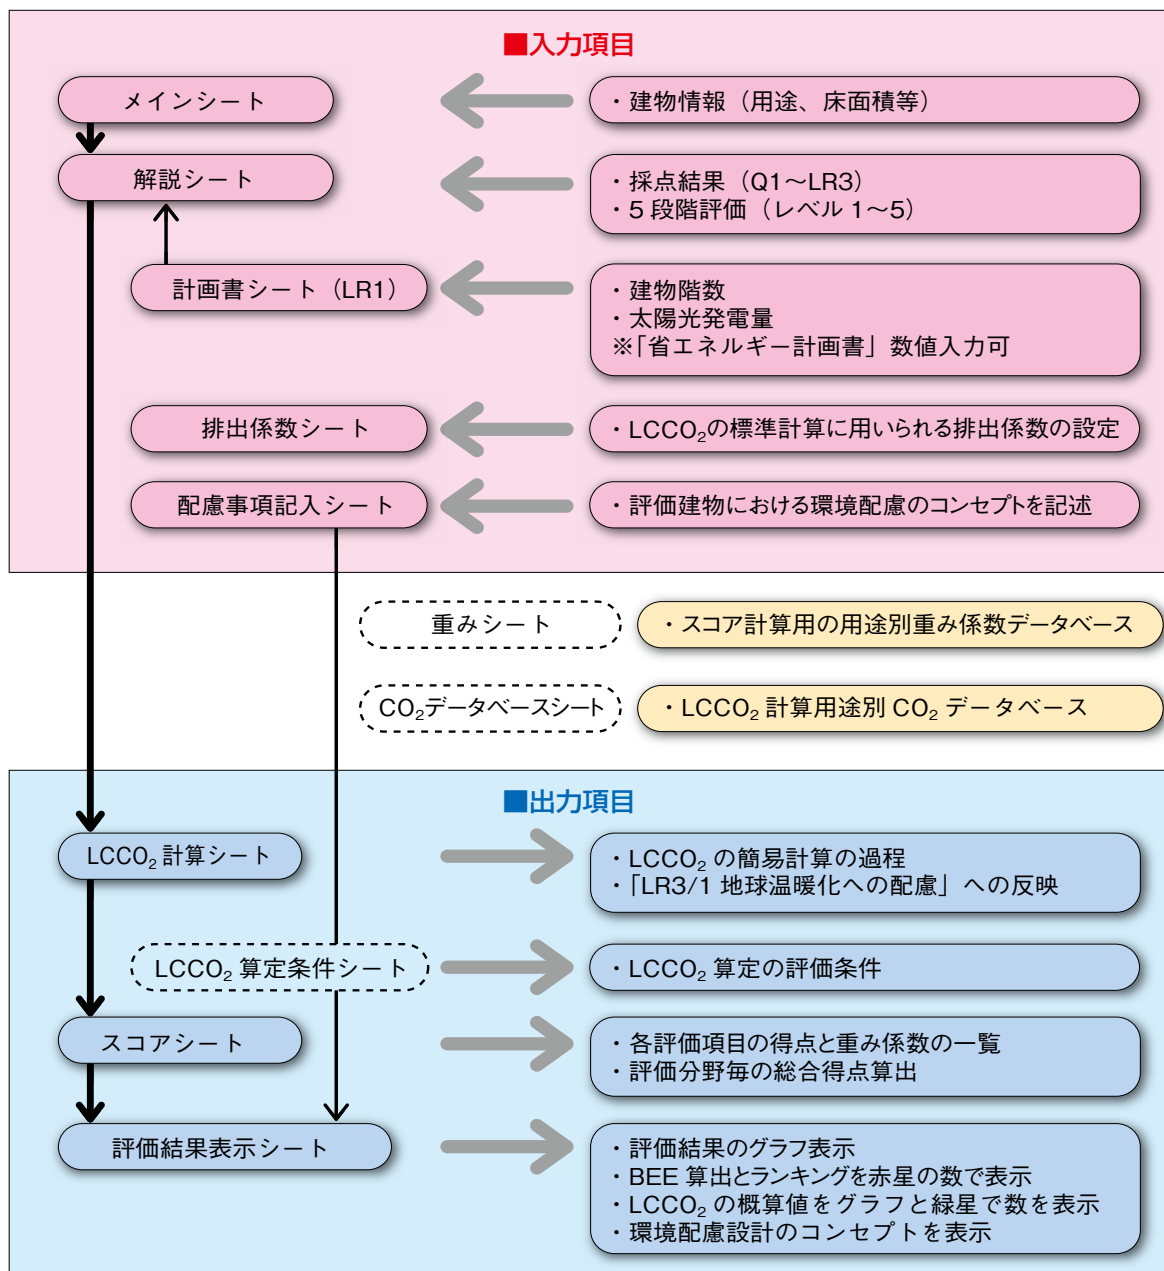 ■入力項目
メインシート
・建物情報（用途、床面積等）
解説シート
・採点結果（Q1～LR3）
・5 段階評価（レベル 1～5）
計画書シート（LR1）
・建物階数
・太陽光発電量
※「省エネルギー計画書」数値入力可
排出係数シート
・LCCO₂の標準計算に用いられる排出係数の設定
配慮事項記入シート
・評価建物における環境配慮のコンセプトを記述
重みシート
・スコア計算用の用途別重み係数データベース
CO₂データベースシート
・LCCO₂ 計算用途別 CO₂ データベース
■出力項目
LCCO₂ 計算シート
・LCCO₂ の簡易計算の過程
・「LR3/1 地球温暖化への配慮」への反映
LCCO₂ 算定条件シート
・LCCO₂ 算定の評価条件
スコアシート
・各評価項目の得点と重み係数の一覧
・評価分野毎の総合得点算出
評価結果表示シート
・評価結果のグラフ表示
・BEE 算出とランキングを赤星の数で表示
・LCCO₂ の概算値をグラフと緑星で数を表示
・環境配慮設計のコンセプトを表示